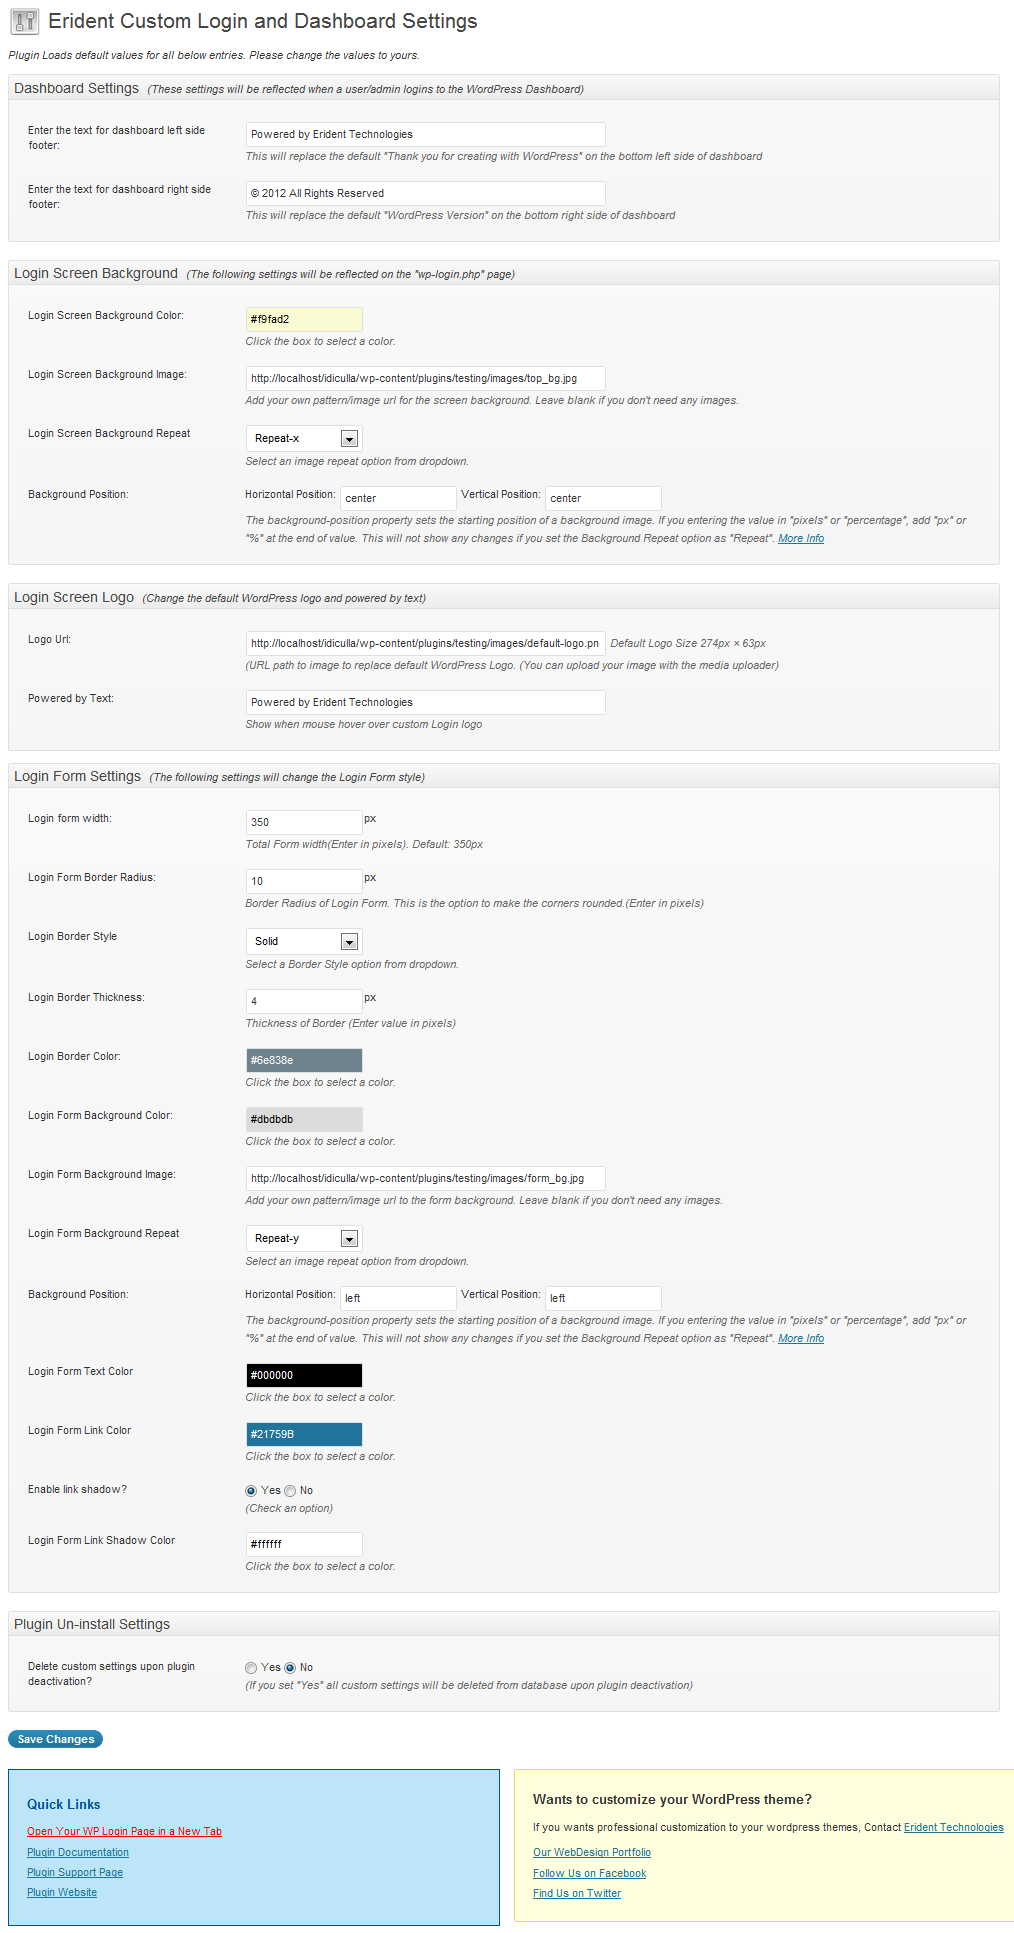 Erident Custom Login and Dashboard Settings
Plugin Loads default values for all below entries. Please change the values to yours.
Dashboard Settings (These settings will be reflected when a user/admin logins to the WordPress Dashboard)
Enter the text for dashboard left side
footer:
Powered by Erident Technologies
This will replace the default "Thank you for creating with WordPress" on the bottom left side of dashboard
Enter the text for dashboard right side
footer:
© 2012 All Rights Reserved
This will replace the default "WordPress Version" on the bottom right side of dashboard
Login Screen Background (The following settings will be reflected on the "wp-login.php" page)
Login Screen Background Color:
#f9fad2
Click the box to select a color.
Login Screen Background Image:
http://localhost/idiculla/wp-content/plugins/testing/images/top_bg.jpg
Add your own pattern/image url for the screen background. Leave blank if you don't need any images.
Login Screen Background Repeat
Repeat-x
Select an image repeat option from dropdown.
Background Position:
Horizontal Position: center Vertical Position: center
The background-position property sets the starting position of a background image. If you entering the value in "pixels" or "percentage", add "px" or
"%" at the end of value. This will not show any changes if you set the Background Repeat option as "Repeat". More Info
Login Screen Logo (Change the default WordPress logo and powered by text)
Logo Url:
http://localhost/idiculla/wp-content/plugins/testing/images/default-logo.pn Default Logo Size 274px × 63px
(URL path to image to replace default WordPress Logo. (You can upload your image with the media uploader)
Powered by Text:
Powered by Erident Technologies
Show when mouse hover over custom Login logo
Login Form Settings (The following settings will change the Login Form style)
Login form width:
350 px
Total Form width(Enter in pixels). Default: 350px
Login Form Border Radius:
10 px
Border Radius of Login Form. This is the option to make the corners rounded.(Enter in pixels)
Login Border Style
Solid
Select a Border Style option from dropdown.
Login Border Thickness:
4 px
Thickness of Border (Enter value in pixels)
Login Border Color:
#6e838e
Click the box to select a color.
Login Form Background Color:
#dbdbdb
Click the box to select a color.
Login Form Background Image:
http://localhost/idiculla/wp-content/plugins/testing/images/form_bg.jpg
Add your own pattern/image url to the form background. Leave blank if you don't need any images.
Login Form Background Repeat
Repeat-y
Select an image repeat option from dropdown.
Background Position:
Horizontal Position: left Vertical Position: left
The background-position property sets the starting position of a background image. If you entering the value in "pixels" or "percentage", add "px" or
"%" at the end of value. This will not show any changes if you set the Background Repeat option as "Repeat". More Info
Login Form Text Color
#000000
Click the box to select a color.
Login Form Link Color
#21759B
Click the box to select a color.
Enable link shadow?
Yes No
(Check an option)
Login Form Link Shadow Color
#ffffff
Click the box to select a color.
Plugin Un-install Settings
Delete custom settings upon plugin
deactivation?
Yes No
(If you set "Yes" all custom settings will be deleted from database upon plugin deactivation)
Save Changes
Quick Links
Open Your WP Login Page in a New Tab
Plugin Documentation
Plugin Support Page
Plugin Website
Wants to customize your WordPress theme?
If you wants professional customization to your wordpress themes, Contact Erident Technologies
Our WebDesign Portfolio
Follow Us on Facebook
Find Us on Twitter